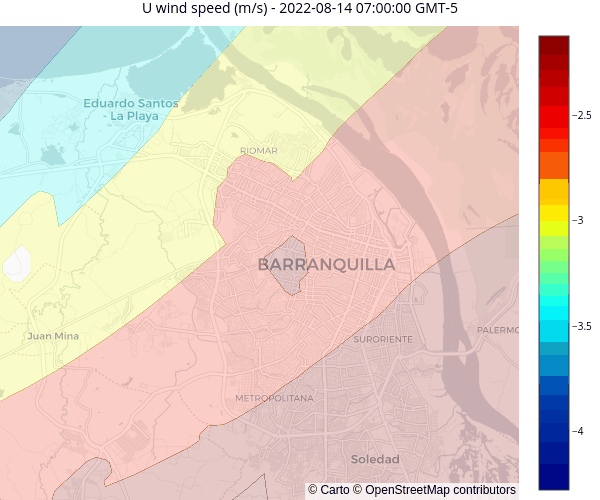 U wind speed (m/s) - 2022-08-14 07:00:00 GMT-5
Eduardo Santos
- La Playa
RIOMAR
BARRANQUILLA
Juan Mina
SURORIENTE
PALERMO
METROPOLITANA
Soledad
© Carto © OpenStreetMap contributors
−2.5
−3
−3.5
−4